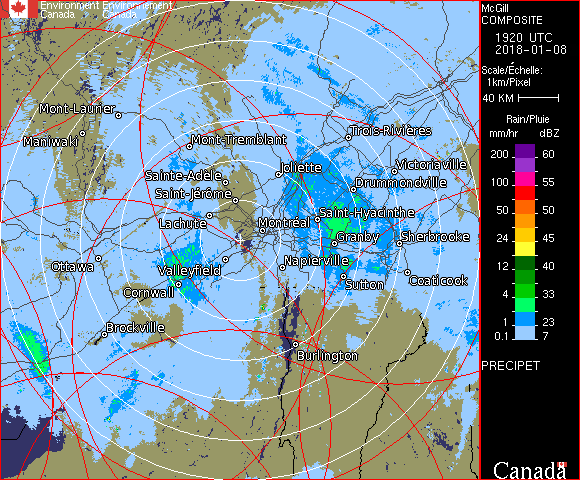 Environment Environnement
Canada Canada
McGill
COMPOSITE
1920 UTC
2018-01-08
Scale/Échelle:
1km/Pixel
40 KM
Rain/Pluie
mm/hr dBZ
200 60
100 55
50 50
24 45
12 40
4 33
1 23
0.1 7
PRECIPET
Canada
Mont-Laurier
Maniwaki
Mont-Tremblant
Trois-Rivières
Sainte-Adèle
Joliette
Victoriaville
Saint-Jérôme
Drummondville
Lachute
Montréal
Saint-Hyacinthe
Granby
Sherbrooke
Ottawa
Valleyfield
Napierville
Cornwall
Sutton
Coaticook
Brockville
Burlington